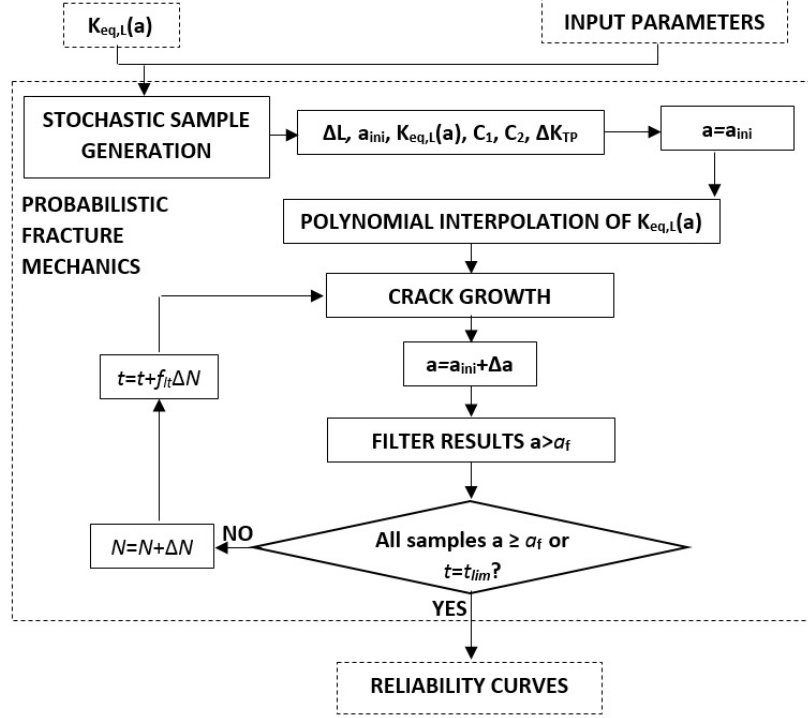 Keq,L(a)
INPUT PARAMETERS
STOCHASTIC SAMPLE
GENERATION
ΔL, aini, Keq,L(a), C1, C2, ΔKTP
a=aini
PROBABILISTIC
FRACTURE
MECHANICS
POLYNOMIAL INTERPOLATION OF Keq,L(a)
CRACK GROWTH
t=t+fltΔN
a=aini+Δa
FILTER RESULTS a>af
N=N+ΔN
NO
All samples a ≥ af or
t=tlim?
YES
RELIABILITY CURVES